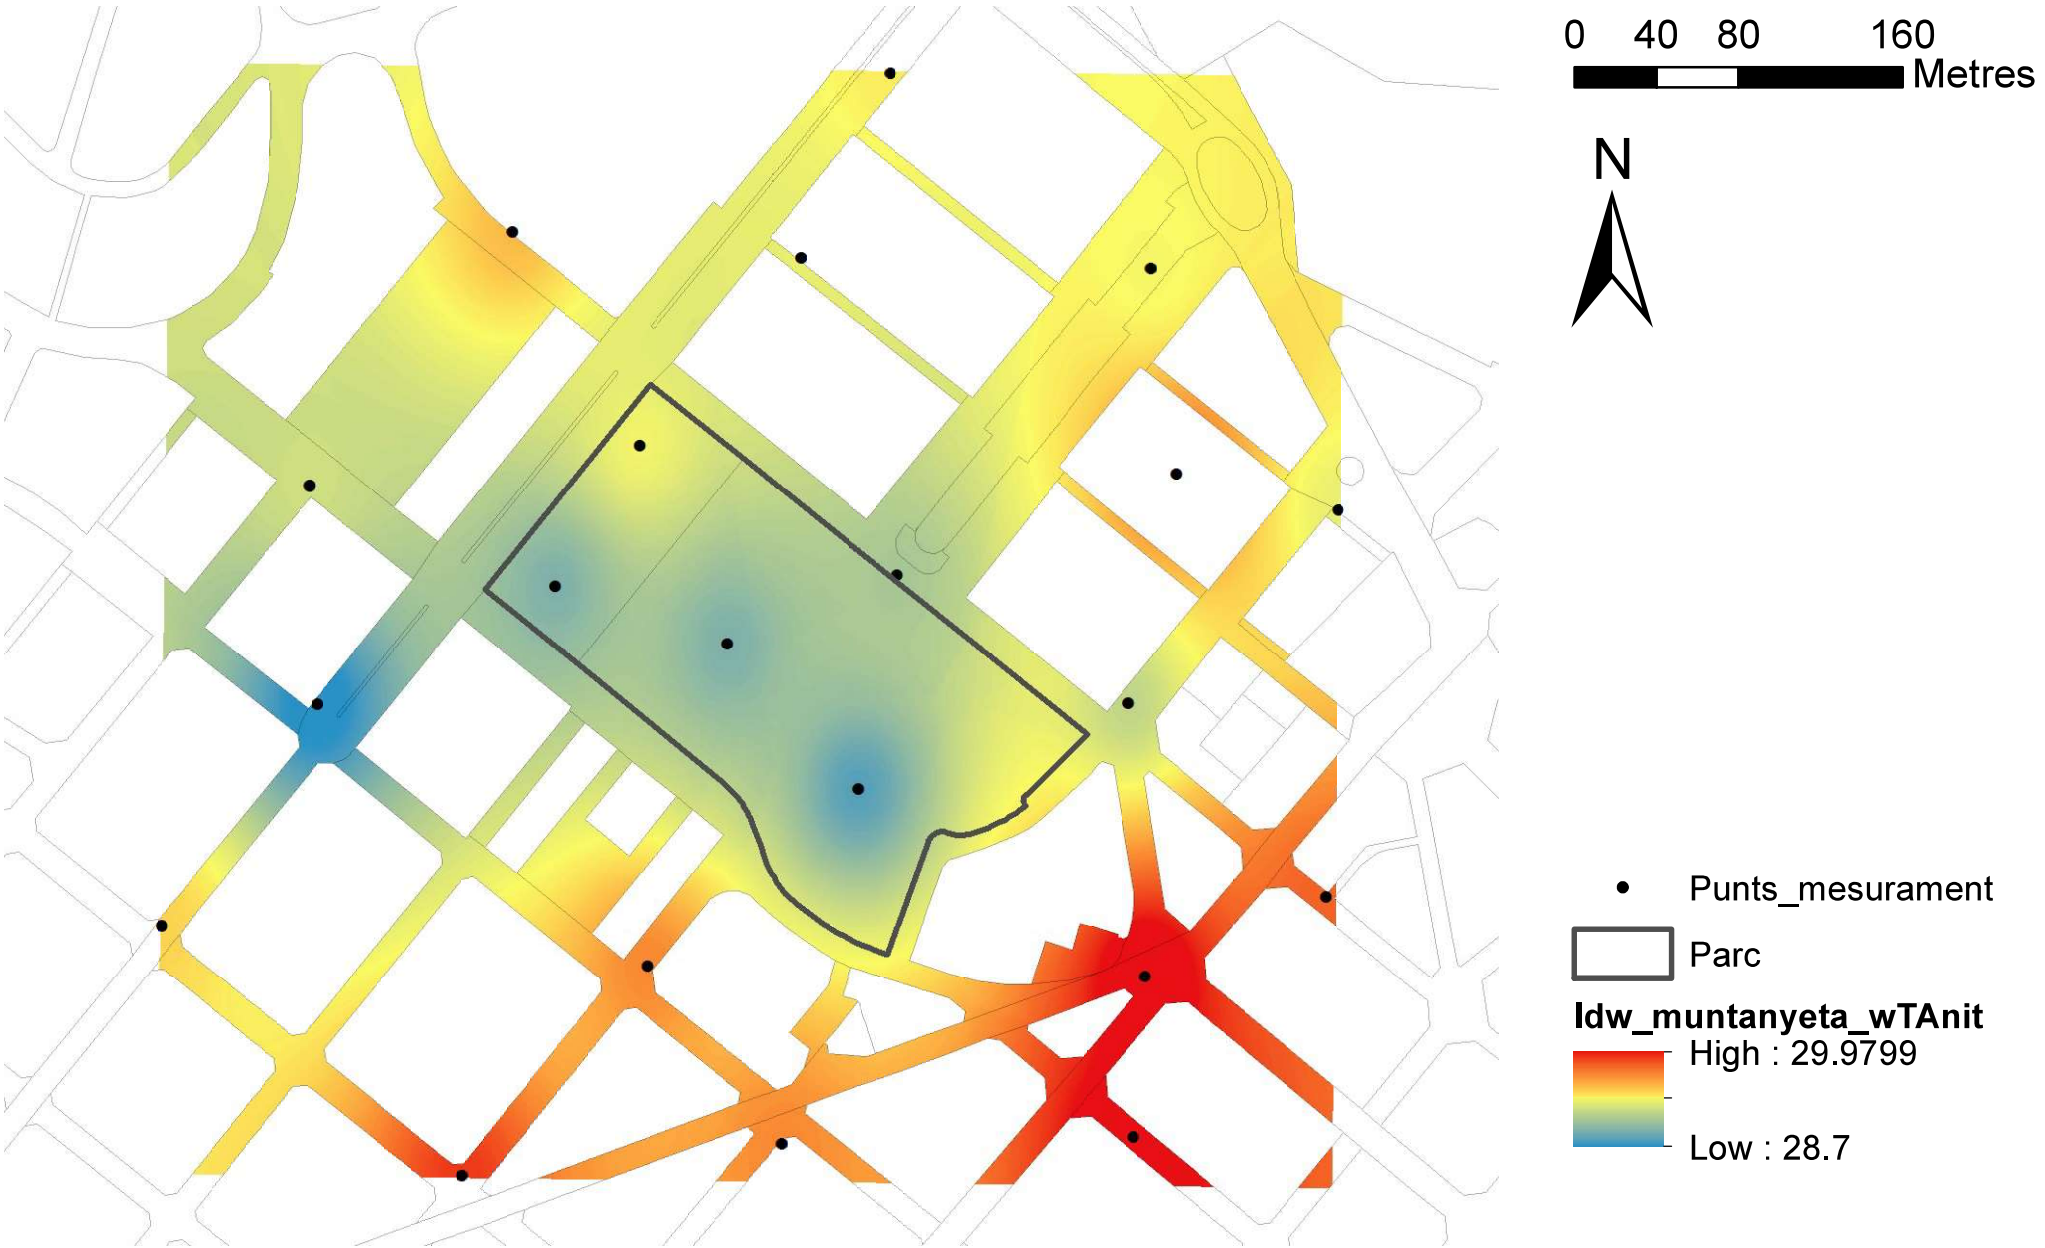 0 40 80 160
Metres
N
Punts_mesurament
Parc
Idw_muntanyeta_wTAnit
High : 29.9799
Low : 28.7